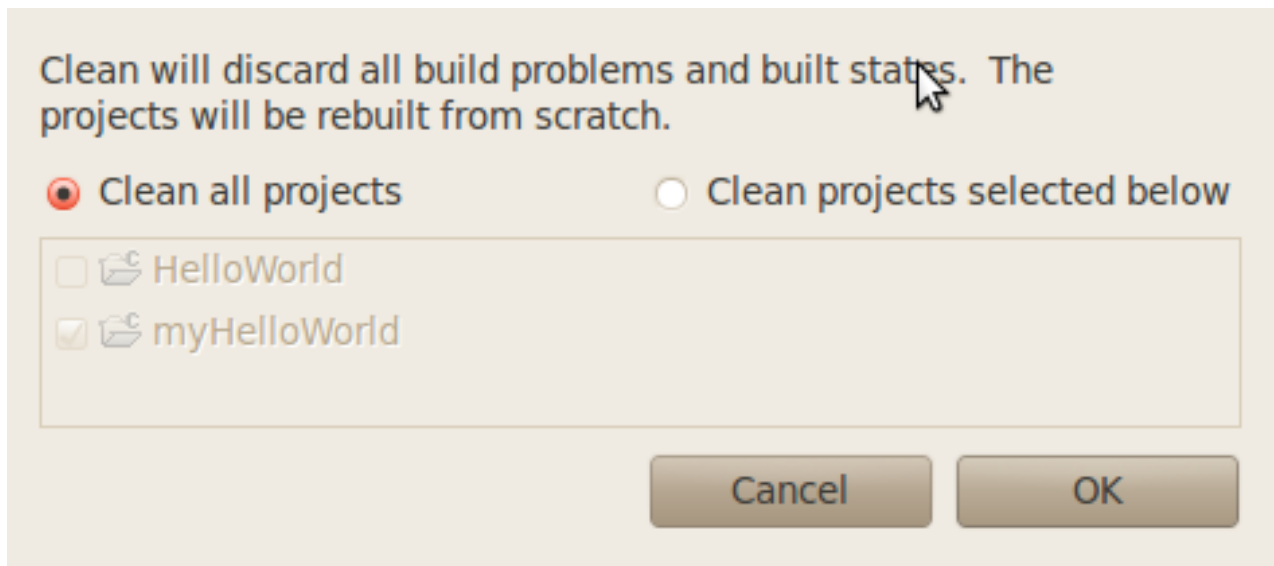 Clean will discard all build problems and built states.  The
projects will be rebuilt from scratch.
Clean all projects
Clean projects selected below
HelloWorld
myHelloWorld
Cancel
OK